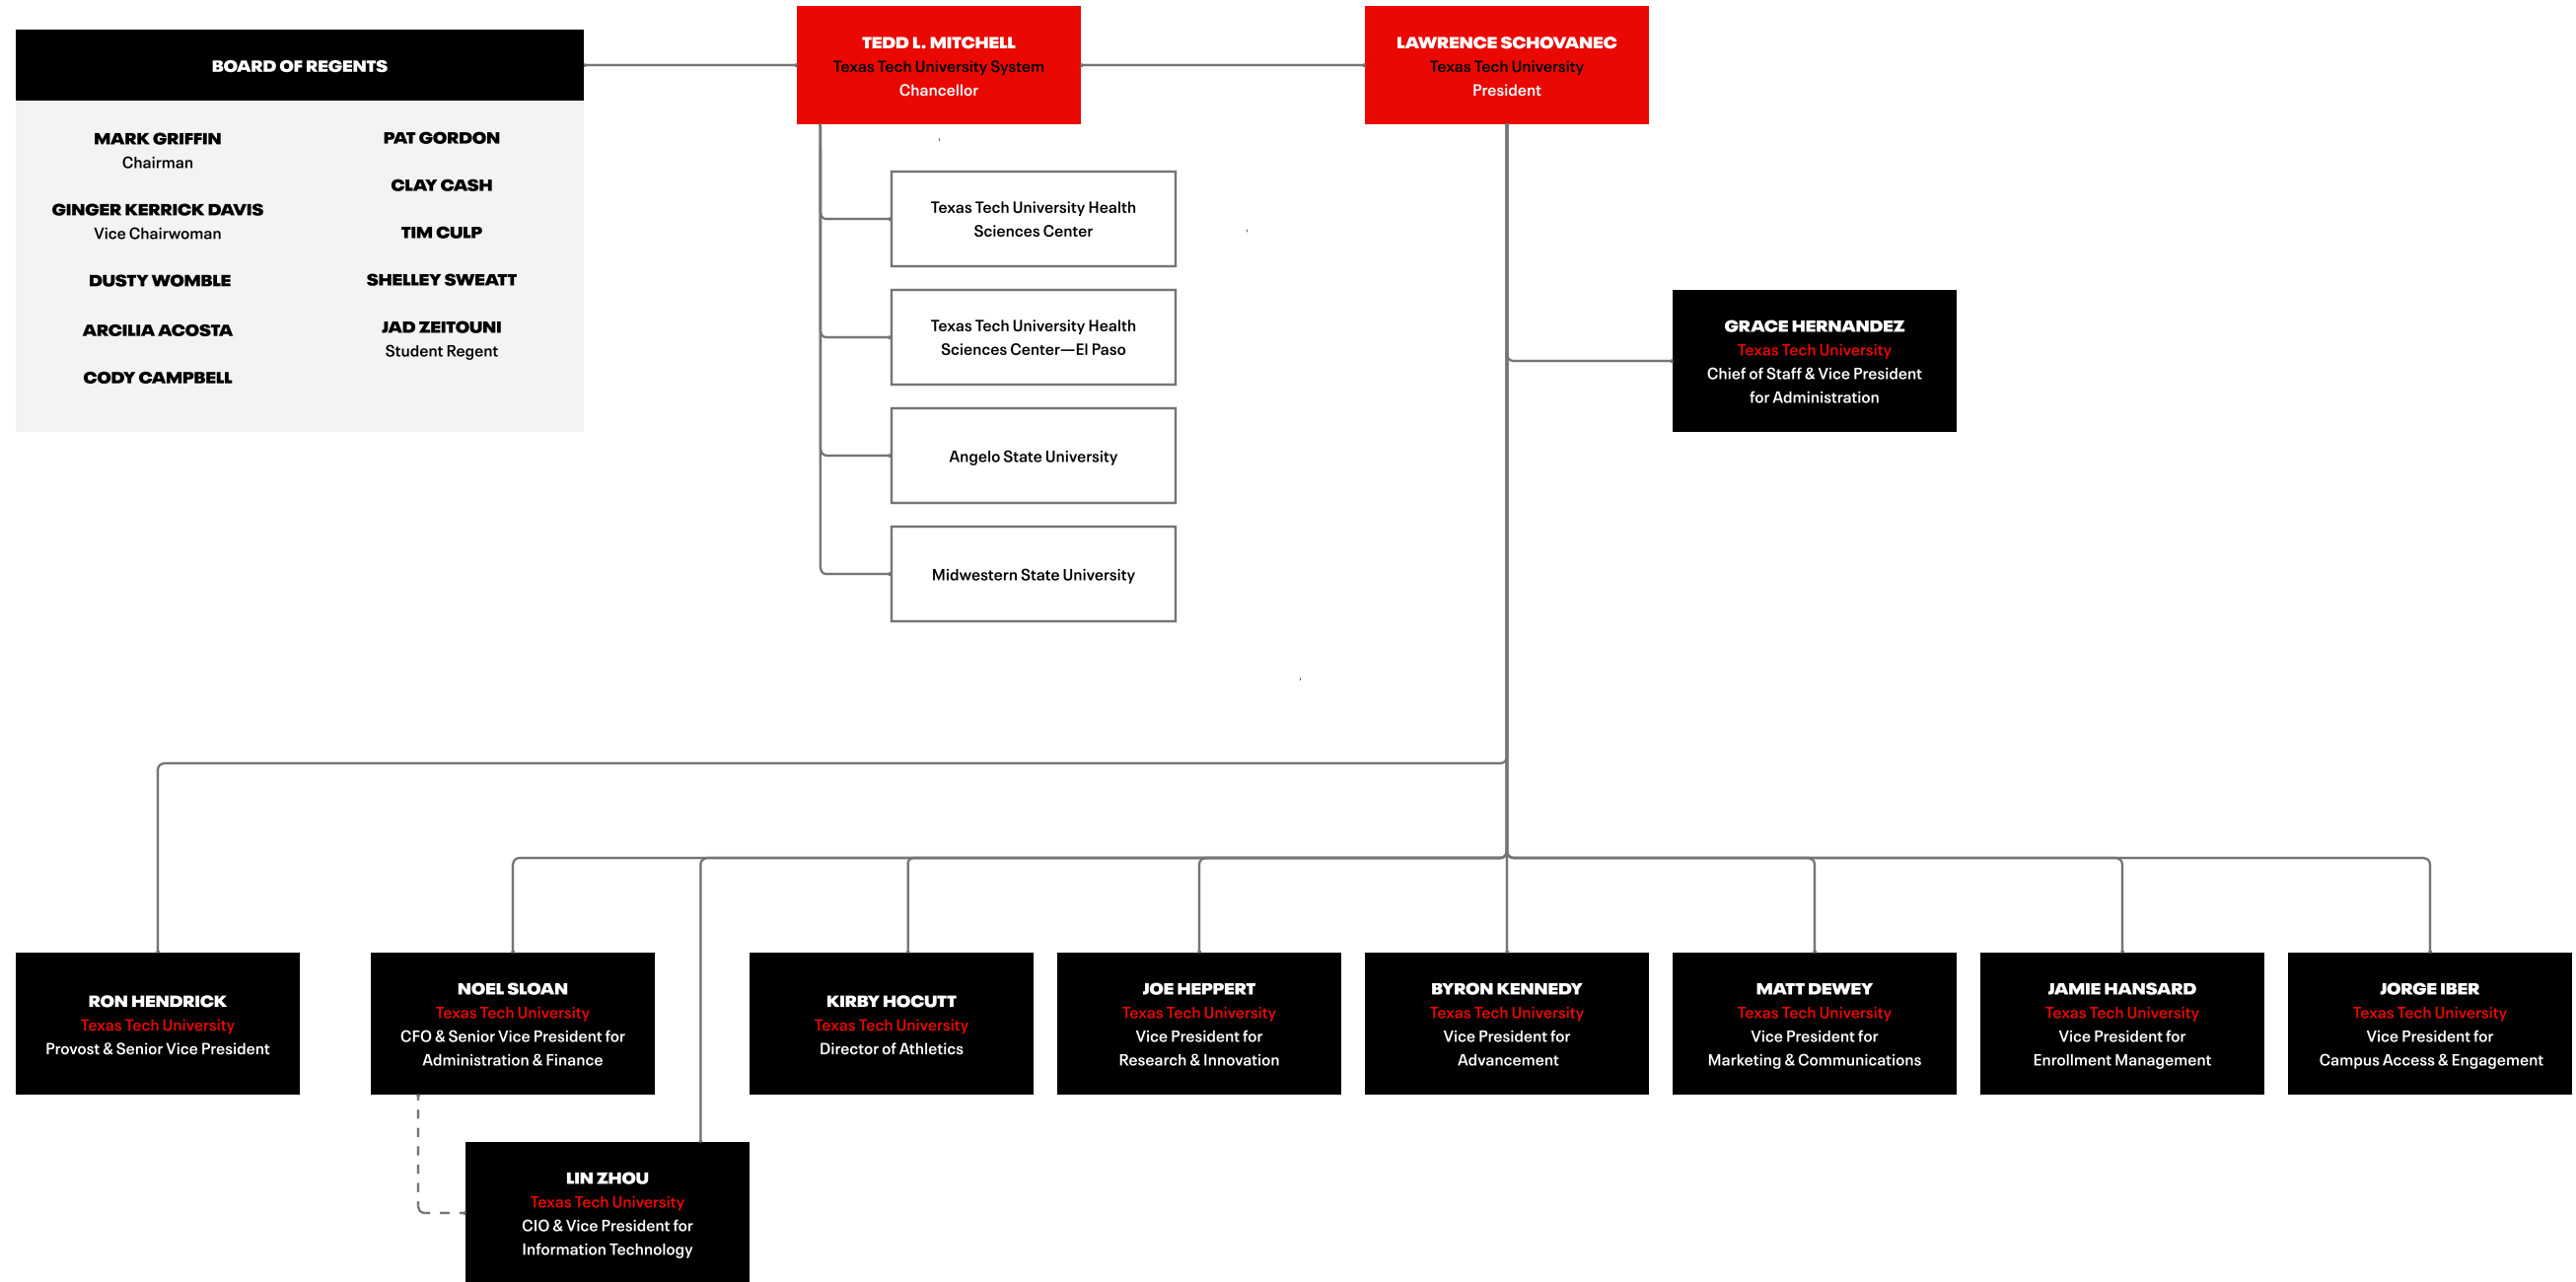 BOARD OF REGENTS
MARK GRIFFIN
Chairman
GINGER KERRICK DAVIS
Vice Chairwoman
DUSTY WOMBLE
ARCILIA ACOSTA
CODY CAMPBELL
PAT GORDON
CLAY CASH
TIM CULP
SHELLEY SWEATT
JAD ZEITOUNI
Student Regent
TEDD L. MITCHELL
Texas Tech University System
Chancellor
LAWRENCE SCHOVANEC
Texas Tech University
President
Texas Tech University Health
Sciences Center
Texas Tech University Health
Sciences Center—El Paso
Angelo State University
Midwestern State University
GRACE HERNANDEZ
Texas Tech University
Chief of Staff & Vice President
for Administration
RON HENDRICK
Texas Tech University
Provost & Senior Vice President
NOEL SLOAN
Texas Tech University
CFO & Senior Vice President for
Administration & Finance
KIRBY HOCUTT
Texas Tech University
Director of Athletics
JOE HEPPERT
Texas Tech University
Vice President for
Research & Innovation
BYRON KENNEDY
Texas Tech University
Vice President for
Advancement
MATT DEWEY
Texas Tech University
Vice President for
Marketing & Communications
JAMIE HANSARD
Texas Tech University
Vice President for
Enrollment Management
JORGE IBER
Texas Tech University
Vice President for
Campus Access & Engagement
LIN ZHOU
Texas Tech University
CIO & Vice President for
Information Technology